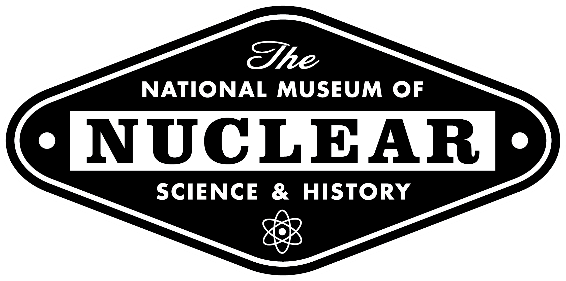 The
NATIONAL MUSEUM OF
NUCLEAR
SCIENCE & HISTORY